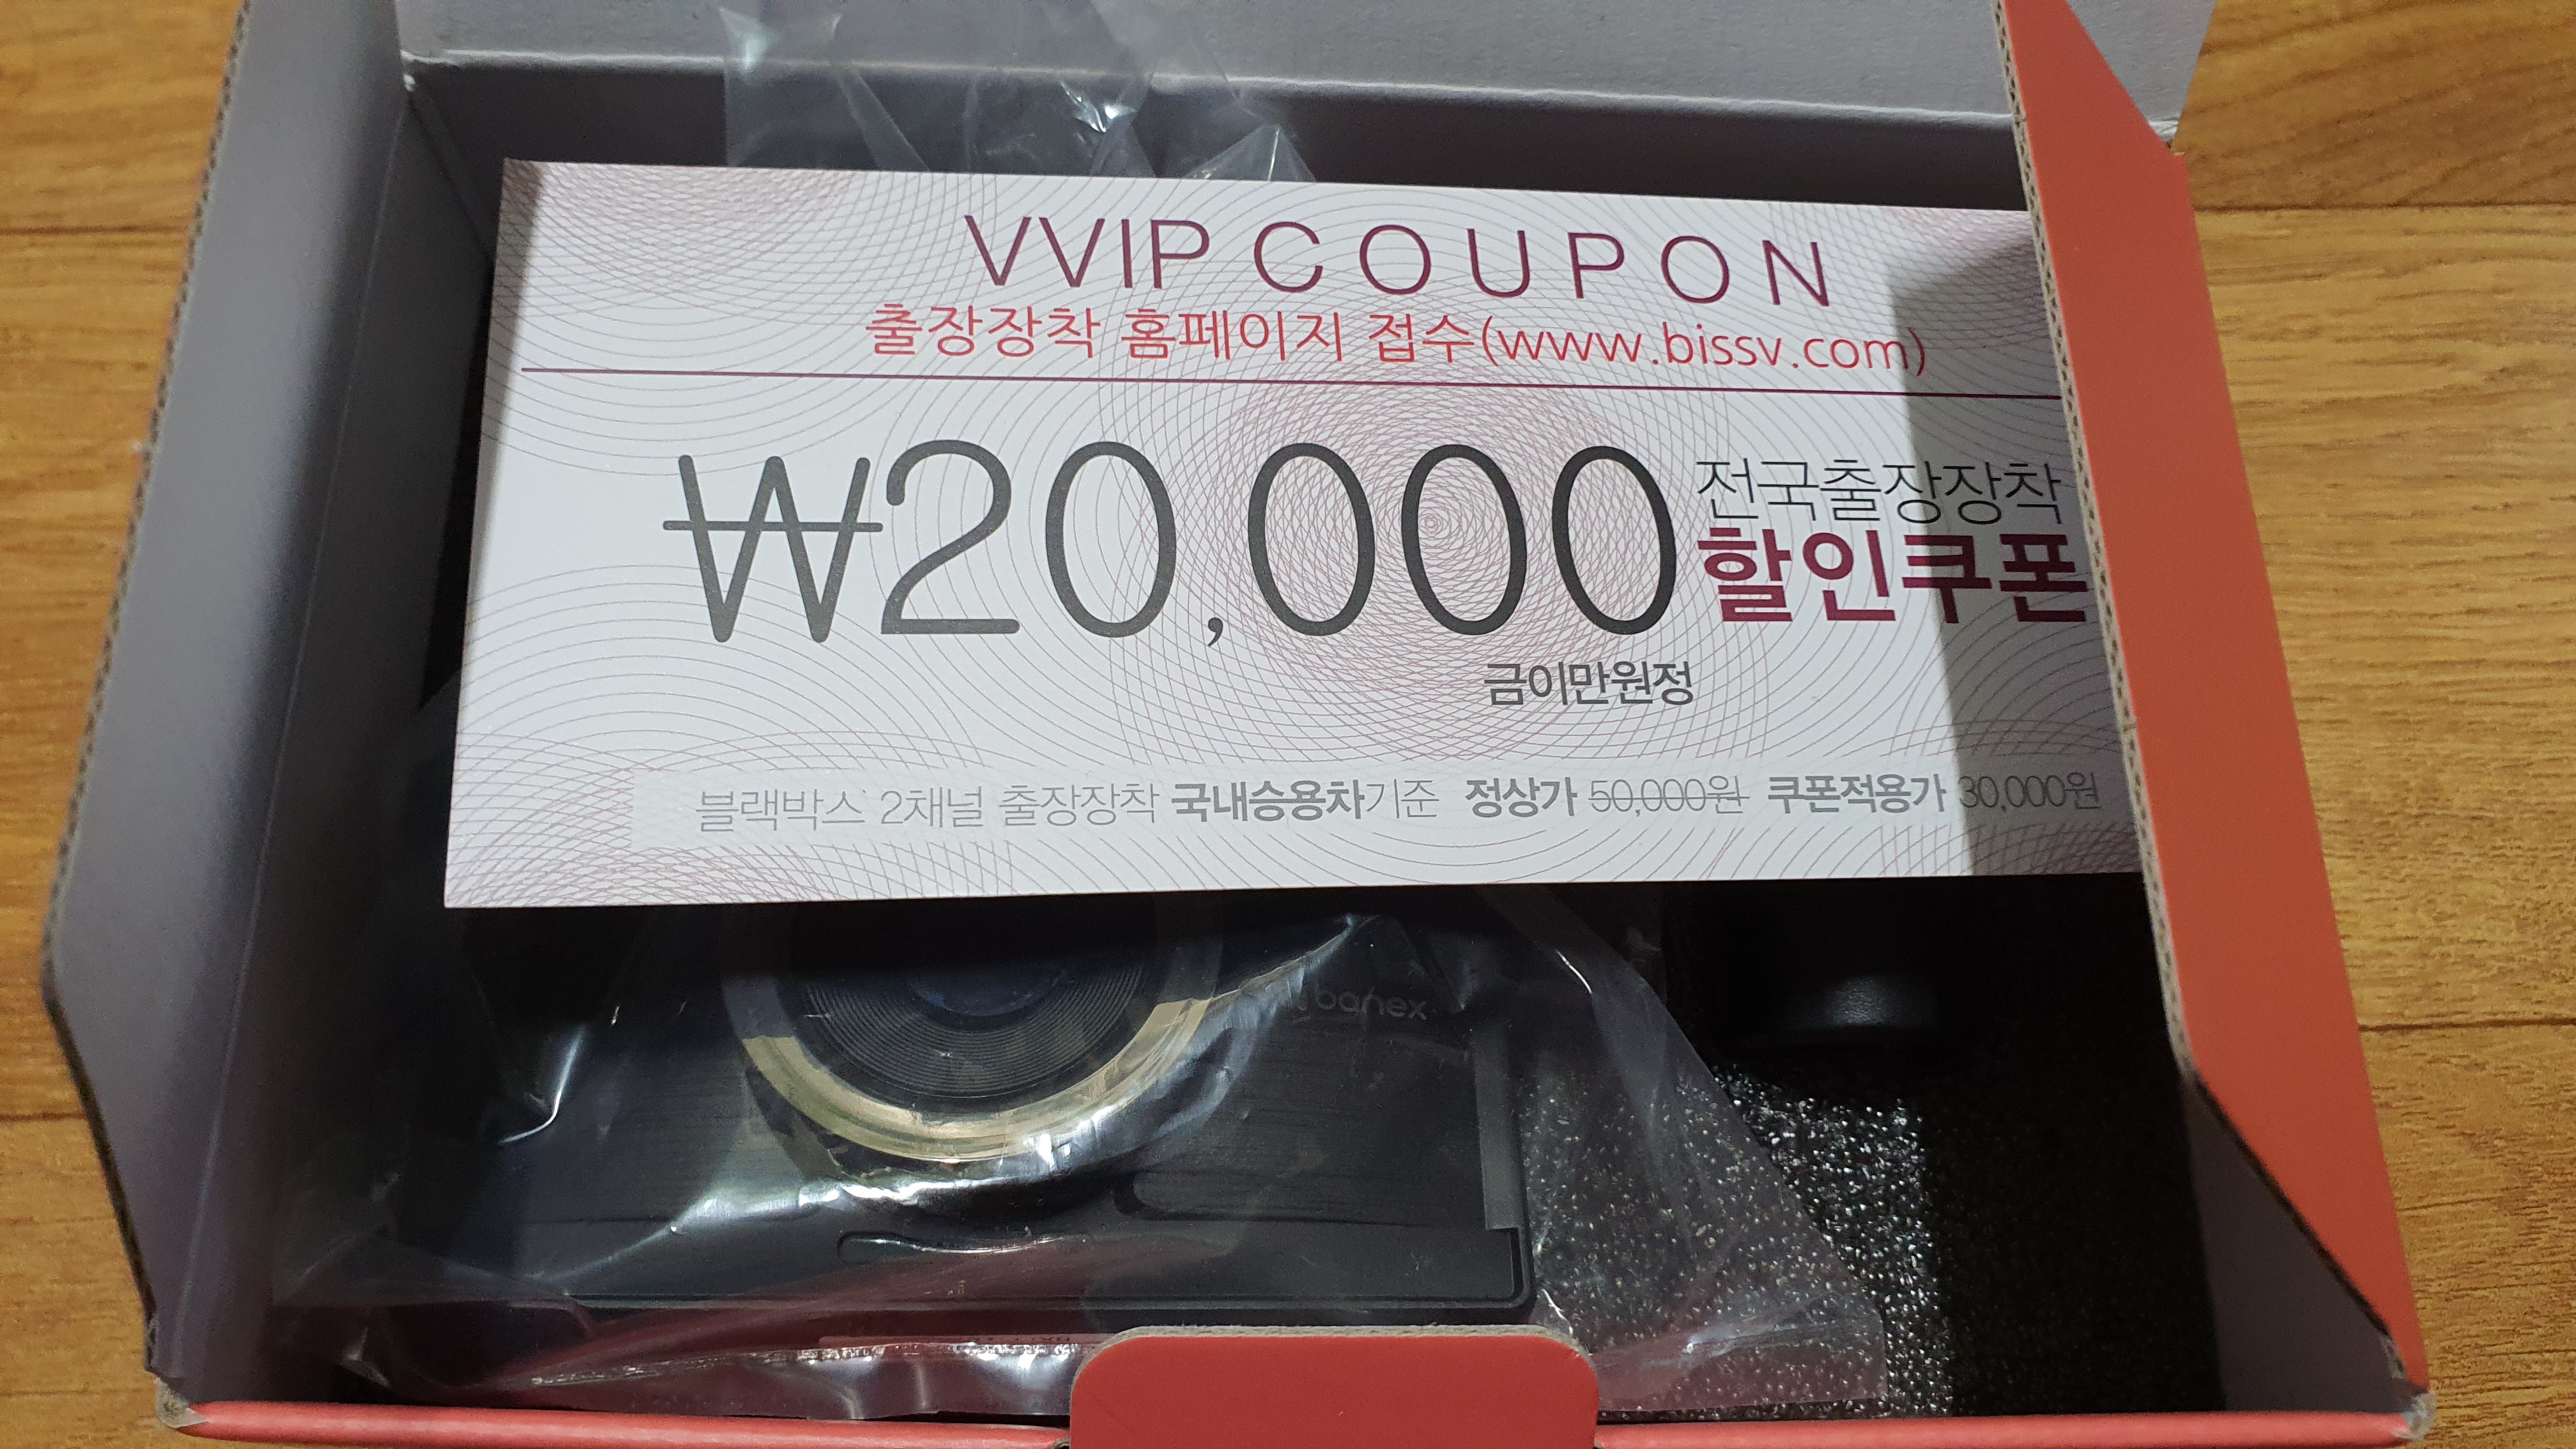 VVIP COUPON
출장장착 홈페이지 접수(www.bissv.com)
₩20,000
전국출장장착
할인쿠폰
금이만원정
블랙박스 2채널 출장장착 국내승용차기준 정상가 50,000원 쿠폰적용가 30,000원